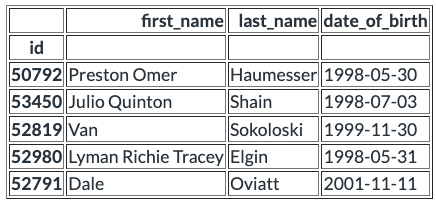 first_name last_name date_of_birth
id
50792 Preston Omer Haumesser 1998-05-30
53450 Julio Quinton Shain 1998-07-03
52819 Van Sokoloski 1999-11-30
52980 Lyman Richie Tracey Elgin 1998-05-31
52791 Dale Oviatt 2001-11-11